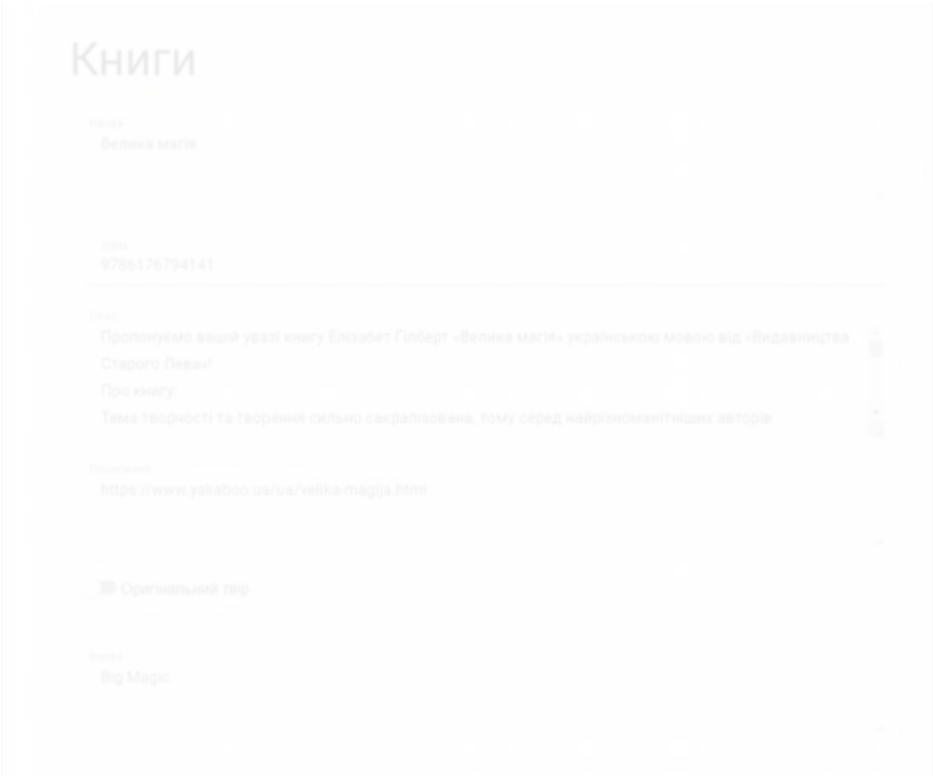 Книги
Назва
Велика магія
ISBN
9786176794141
Опис
Пропонуємо вашій увазі книгу Елізабет Гілберт «Велика магія» українською мовою від «Видавництва
Старого Лева»!
Про книгу:
Тема творчості та творення сильно сакралізована, тому серед найрізноманітніших авторів
Посилання
https://www.yakaboo.ua/ua/velika-magija.html
Оригінальний твір
Назва
Big Magic